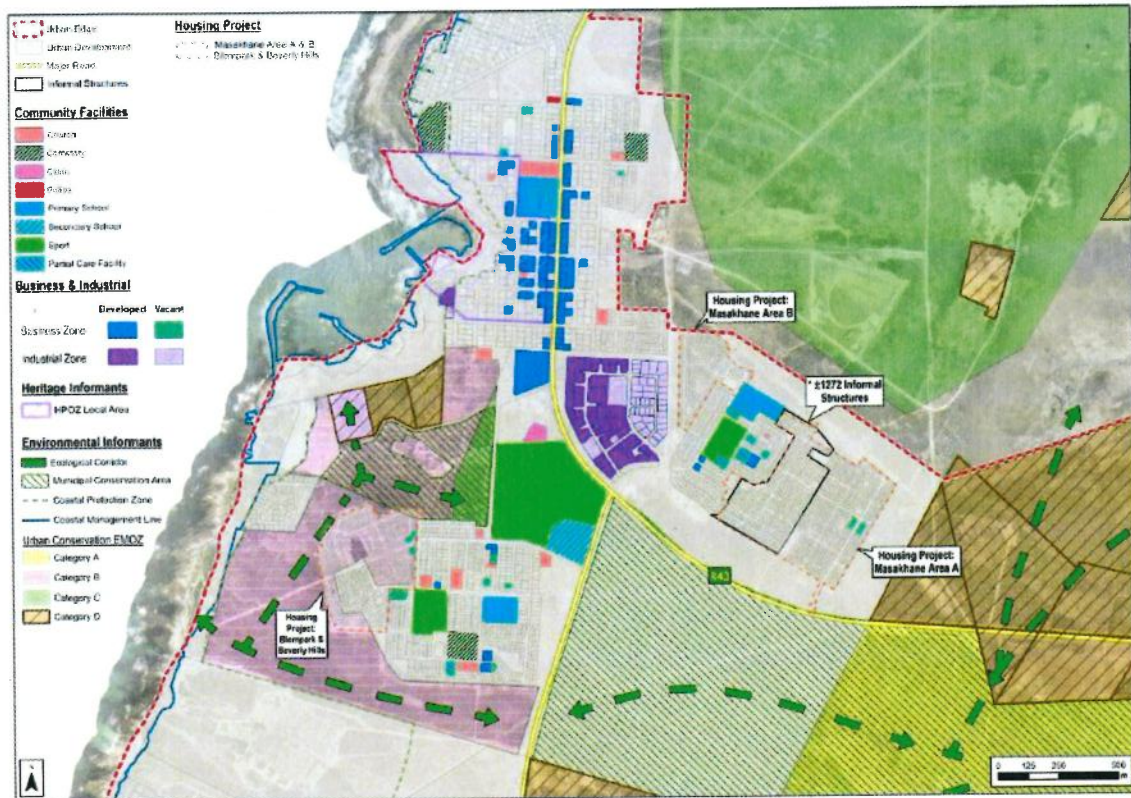 Urban Edge
Urban Development
Major Road
Informal Structures
Housing Project
Masakhane Area A & B
Blompark & Beverly Hills
Community Facilities
Church
Cemetery
Police
Primary School
Secondary School
Sport
Partial Care Facility
Business & Industrial
Developed Vacant
Business Zone
Industrial Zone
Heritage Informants
HPOZ Local Area
Environmental Informants
Ecological Corridor
Municipal Conservation Area
Coastal Protection Zone
Coastal Management Line
Urban Conservation EMOZ
Category A
Category B
Category C
Category D
Housing Project:
Masakhane Area B
* ±1272 Informal
Structures
Housing Project:
Masakhane Area A
R43
Housing
Project:
Blompark &
Beverly Hills
0 125 250 500
m